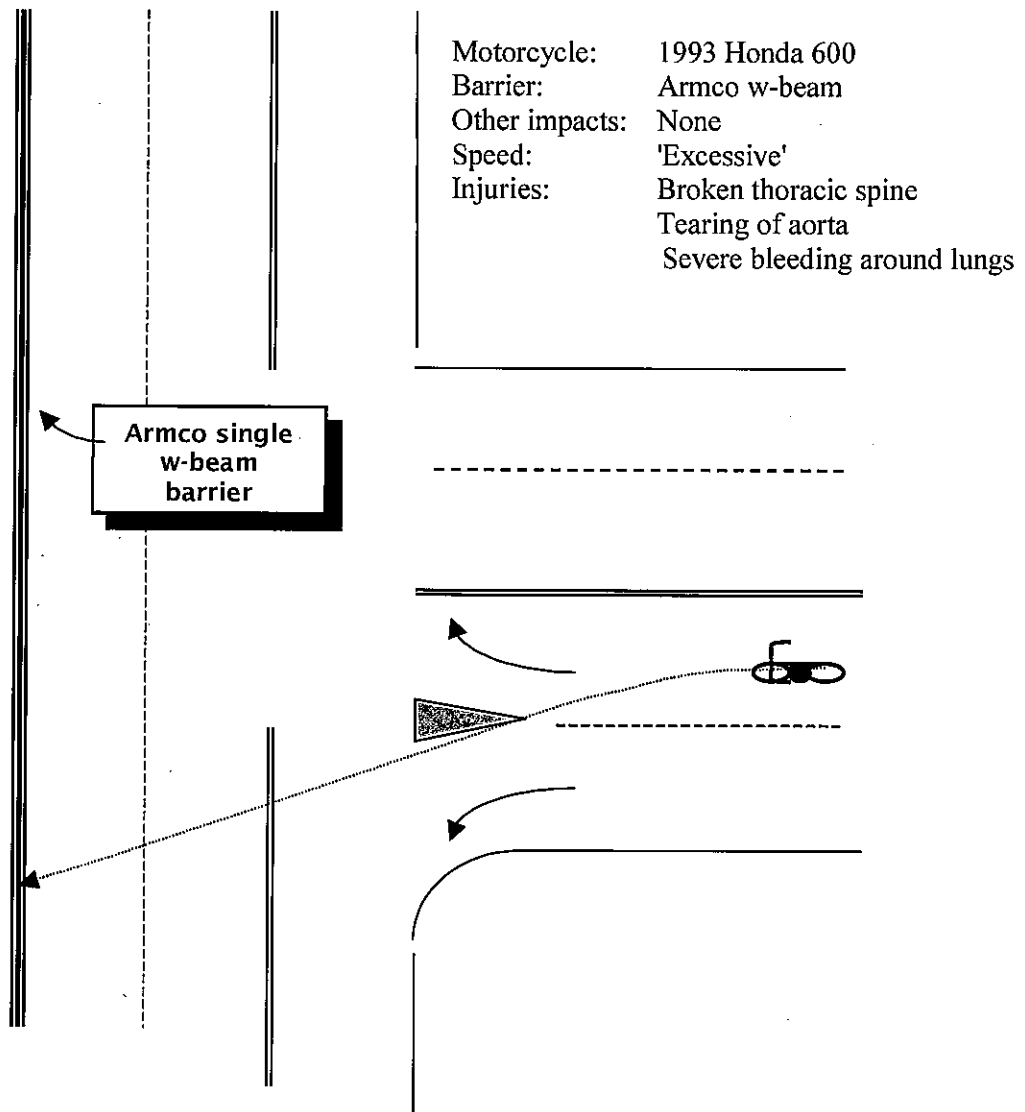 Motorcycle: 1993 Honda 600
Barrier: Armco w-beam
Other impacts: None
Speed: 'Excessive'
Injuries: Broken thoracic spine
Tearing of aorta
Severe bleeding around lungs
Armco single
w-beam
barrier